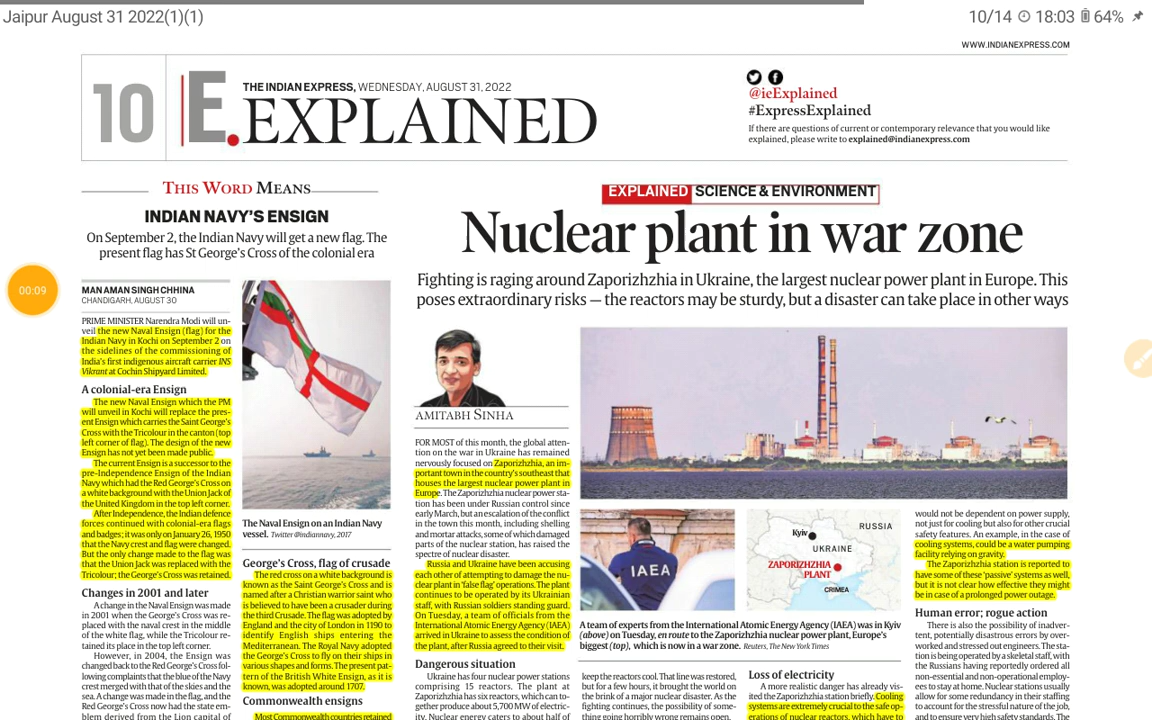 Jaipur August 31 2022(1)(1)
10/14 18:03 64%
WWW.INDIANEXPRESS.COM
10
E.EXPLAINED
THE INDIAN EXPRESS, WEDNESDAY, AUGUST 31, 2022
@ieExplained
#ExpressExplained
If there are questions of current or contemporary relevance that you would like
explained, please write to explained@indianexpress.com
THIS WORD MEANS
INDIAN NAVY'S ENSIGN
On September 2, the Indian Navy will get a new flag. The
present flag has St George's Cross of the colonial era
00:09
MAN AMAN SINGH CHHINA
CHANDIGARH, AUGUST 30
PRIME MINISTER Narendra Modi will un-
veil the new Naval Ensign (flag) for the
Indian Navy in Kochi on September 2 on
the sidelines of the commissioning of
India's first indigenous aircraft carrier INS
Vikrant at Cochin Shipyard Limited.
A colonial-era Ensign
The new Naval Ensign which the PM
will unveil in Kochi will replace the pres-
ent Ensign which carries the Saint George's
Cross with the Tricolour in the canton (top
left corner of flag). The design of the new
Ensign has not yet been made public.
The current Ensign is a successor to the
pre-Independence Ensign of the Indian
Navy which had the Red George's Cross on
a white background with the Union Jack of
the United Kingdom in the top left corner.
After Independence, the Indian defence
forces continued with colonial-era flags
and badges; it was only on January 26, 1950
that the Navy crest and flag were changed.
But the only change made to the flag was
that the Union Jack was replaced with the
Tricolour; the George's Cross was retained.
Changes in 2001 and later
A change in the Naval Ensign was made
in 2001 when the George's Cross was re-
placed with the naval crest in the middle
of the white flag, while the Tricolour re-
tained its place in the top left corner.
However, in 2004, the Ensign was
changed back to the Red George's Cross fol-
lowing complaints that the blue of the Navy
crest merged with that of the skies and the
sea. A change was made in the flag, and the
Red George's Cross now had the state em-
blem derived from the Lion capital of
The Naval Ensign on an Indian Navy
vessel. Twitter @indiannavy, 2017
George's Cross, flag of crusade
The red cross on a white background is
known as the Saint George's Cross and is
named after a Christian warrior saint who
is believed to have been a crusader during
the third Crusade. The flag was adopted by
England and the city of London in 1190 to
identify English ships entering the
Mediterranean. The Royal Navy adopted
the George's Cross to fly on their ships in
various shapes and forms. The present pat-
tern of the British White Ensign, as it is
known, was adopted around 1707.
Commonwealth ensigns
Most Commonwealth countries retained
EXPLAINED SCIENCE & ENVIRONMENT
Nuclear plant in war zone
Fighting is raging around Zaporizhzhia in Ukraine, the largest nuclear power plant in Europe. This
poses extraordinary risks — the reactors may be sturdy, but a disaster can take place in other ways
AMITABH SINHA
FOR MOST of this month, the global atten-
tion on the war in Ukraine has remained
nervously focused on Zaporizhzhia, an im-
portant town in the country's southeast that
houses the largest nuclear power plant in
Europe. The Zaporizhzhia nuclear power sta-
tion has been under Russian control since
early March, but an escalation of the conflict
in the town this month, including shelling
and mortar attacks, some of which damaged
parts of the nuclear station, has raised the
spectre of nuclear disaster.
Russia and Ukraine have been accusing
each other of attempting to damage the nu-
clear plant in 'false flag' operations. The plant
continues to be operated by its Ukrainian
staff, with Russian soldiers standing guard.
On Tuesday, a team of officials from the
International Atomic Energy Agency (IAEA)
arrived in Ukraine to assess the condition of
the plant, after Russia agreed to their visit.
Dangerous situation
Ukraine has four nuclear power stations
comprising 15 reactors. The plant at
Zaporizhzhia has six reactors, which can to-
gether produce about 5,700 MW of electric-
ity. Nuclear energy caters to about half of
IAEA
RUSSIA
Kyiv
UKRAINE
ZAPORIZHZHIA
PLANT
CRIMEA
A team of experts from the International Atomic Energy Agency (IAEA) was in Kyiv
(above) on Tuesday, en route to the Zaporizhzhia nuclear power plant, Europe's
biggest (top), which is now in a war zone. Reuters, The New York Times
keep the reactors cool. That line was restored,
but for a few hours, it brought the world on
the brink of a major nuclear disaster. As the
fighting continues, the possibility of some-
thing going horribly wrong remains open.
Loss of electricity
A more realistic danger has already vis-
ited the Zaporizhzhia station briefly. Cooling
systems are extremely crucial to the safe op-
erations of nuclear reactors, which have to
would not be dependent on power supply,
not just for cooling but also for other crucial
safety features. An example, in the case of
cooling systems, could be a water pumping
facility relying on gravity.
The Zaporizhzhia station is reported to
have some of these 'passive' systems as well,
but it is not clear how effective they might
be in case of a prolonged power outage.
Human error; rogue action
There is also the possibility of inadver-
tent, potentially disastrous errors by over-
worked and stressed out engineers. The sta-
tion is being operated by a skeletal staff, with
the Russians having reportedly ordered all
non-essential and non-operational employ-
ees to stay at home. Nuclear stations usually
allow for some redundancy in their staffing
to account for the stressful nature of the job,
and to ensure very high safety standards. The